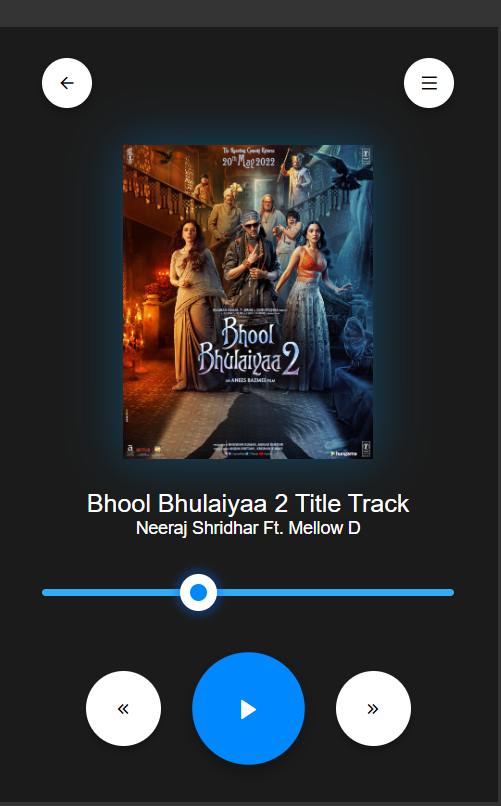 The Haunting Comedy Returns
20th May 2022
Bhool
Bhulaiyaa 2
AN ANEES BAZMEE FILM
Bhool Bhulaiyaa 2 Title Track
Neeraj Shridhar Ft. Mellow D